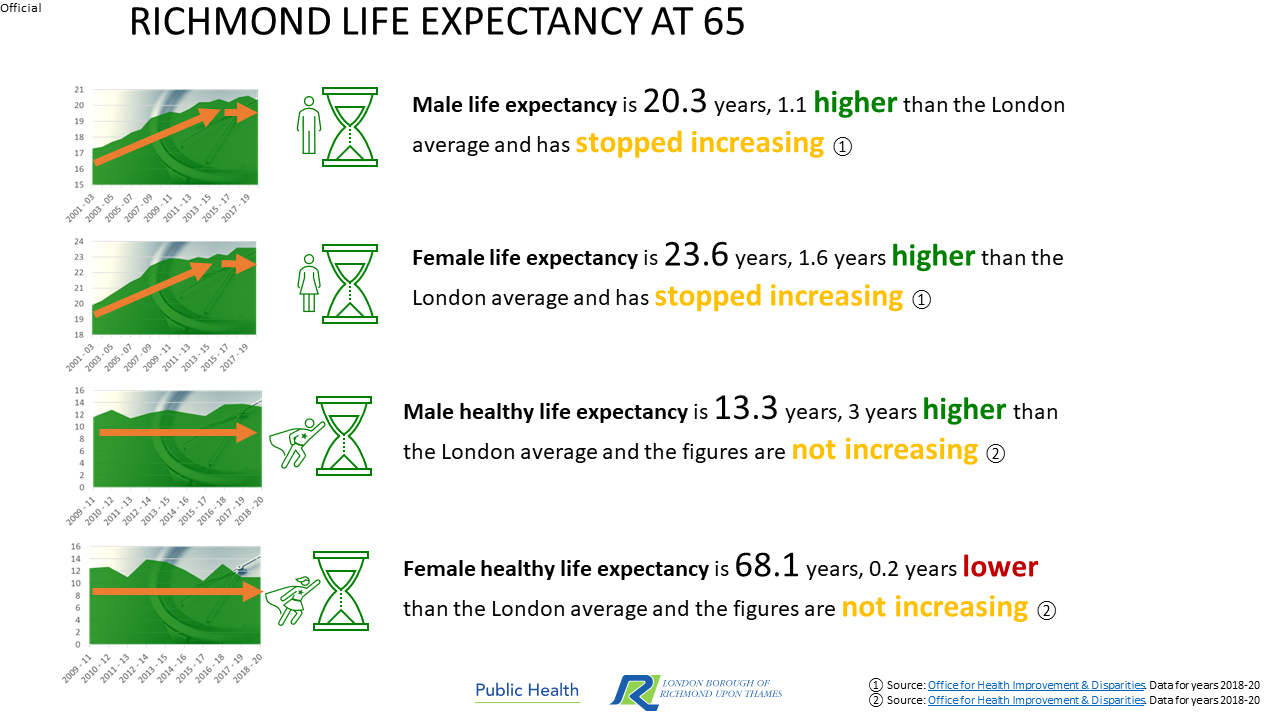 Official
RICHMOND LIFE EXPECTANCY AT 65
21
20
19
18
17
16
15
2001 - 03
2003 - 05
2005 - 07
2007 - 09
2009 - 11
2011 - 13
2013 - 15
2015 - 17
2017 - 19
Male life expectancy is 20.3 years, 1.1 higher than the London
average and has stopped increasing ①
24
23
22
21
20
19
18
2001 - 03
2003 - 05
2005 - 07
2007 - 09
2009 - 11
2011 - 13
2013 - 15
2015 - 17
2017 - 19
Female life expectancy is 23.6 years, 1.6 years higher than the
London average and has stopped increasing ①
16
14
12
10
8
6
4
2
0
2009 - 11
2010 - 12
2011 - 13
2012 - 14
2013 - 15
2014 - 16
2015 - 17
2016 - 18
2017 - 19
2018 - 20
Male healthy life expectancy is 13.3 years, 3 years higher than
the London average and the figures are not increasing ②
16
14
12
10
8
6
4
2
0
2009 - 11
2010 - 12
2011 - 13
2012 - 14
2013 - 15
2014 - 16
2015 - 17
2016 - 18
2017 - 19
2018 - 20
Female healthy life expectancy is 68.1 years, 0.2 years lower
than the London average and the figures are not increasing ②
Public Health
LONDON BOROUGH OF
RICHMOND UPON THAMES
① Source: Office for Health Improvement & Disparities. Data for years 2018-20
② Source: Office for Health Improvement & Disparities. Data for years 2018-20